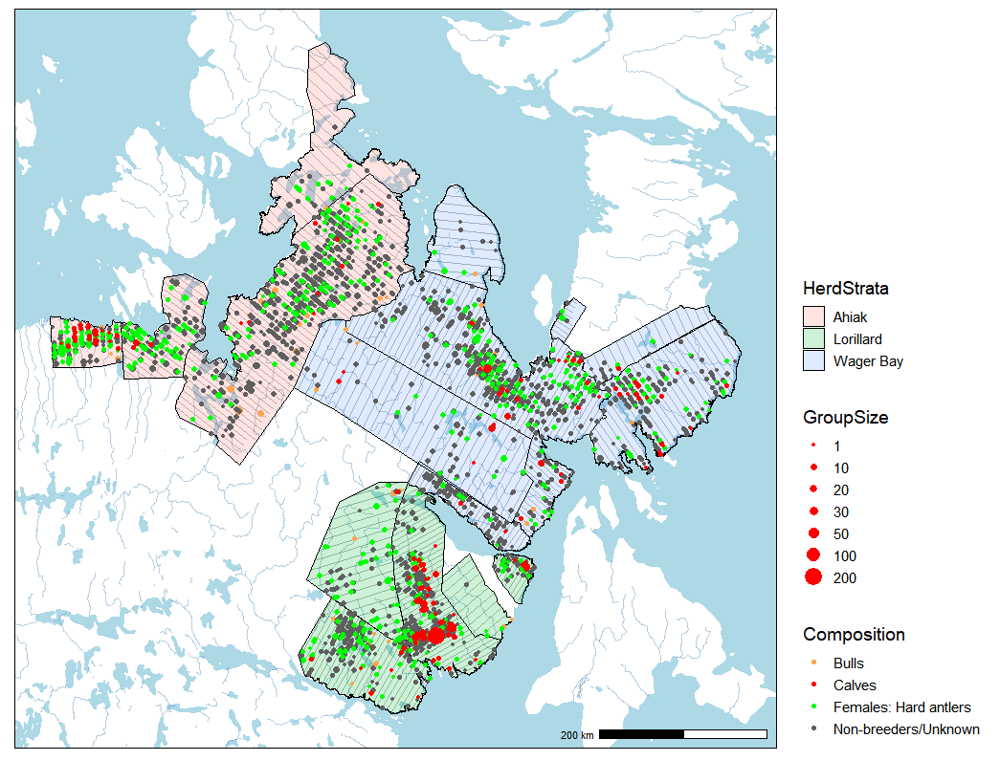 HerdStrata
Ahiak
Lorillard
Wager Bay
GroupSize
1
10
20
30
50
100
200
Composition
Bulls
Calves
Females: Hard antlers
Non-breeders/Unknown
200 km